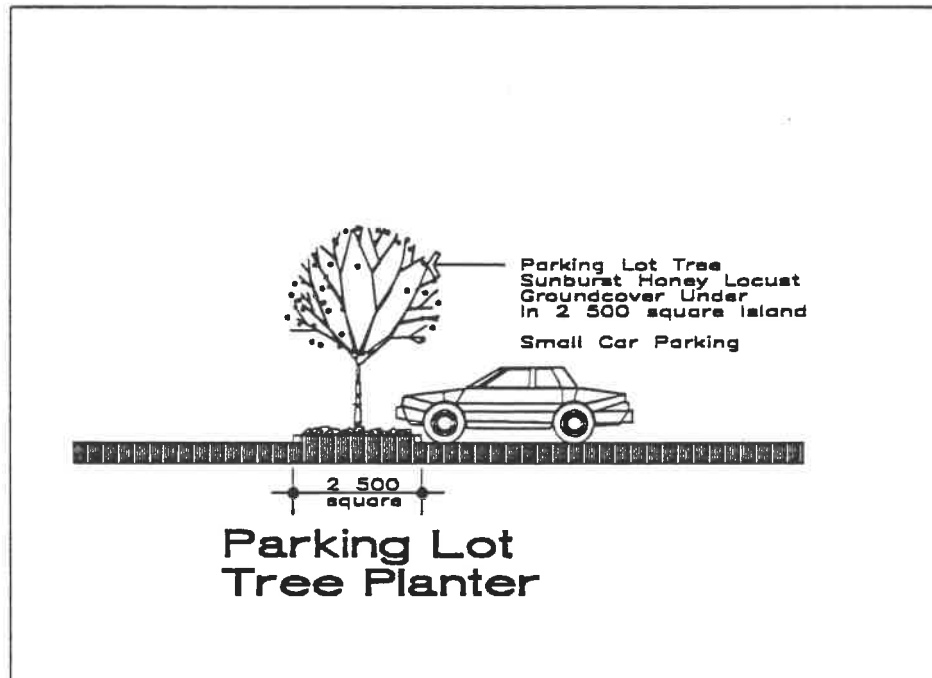 Parking Lot Tree
Sunburst Honey Locust
Groundcover Under
in 2 500 square island
Small Car Parking
2 500
square
Parking Lot
Tree Planter